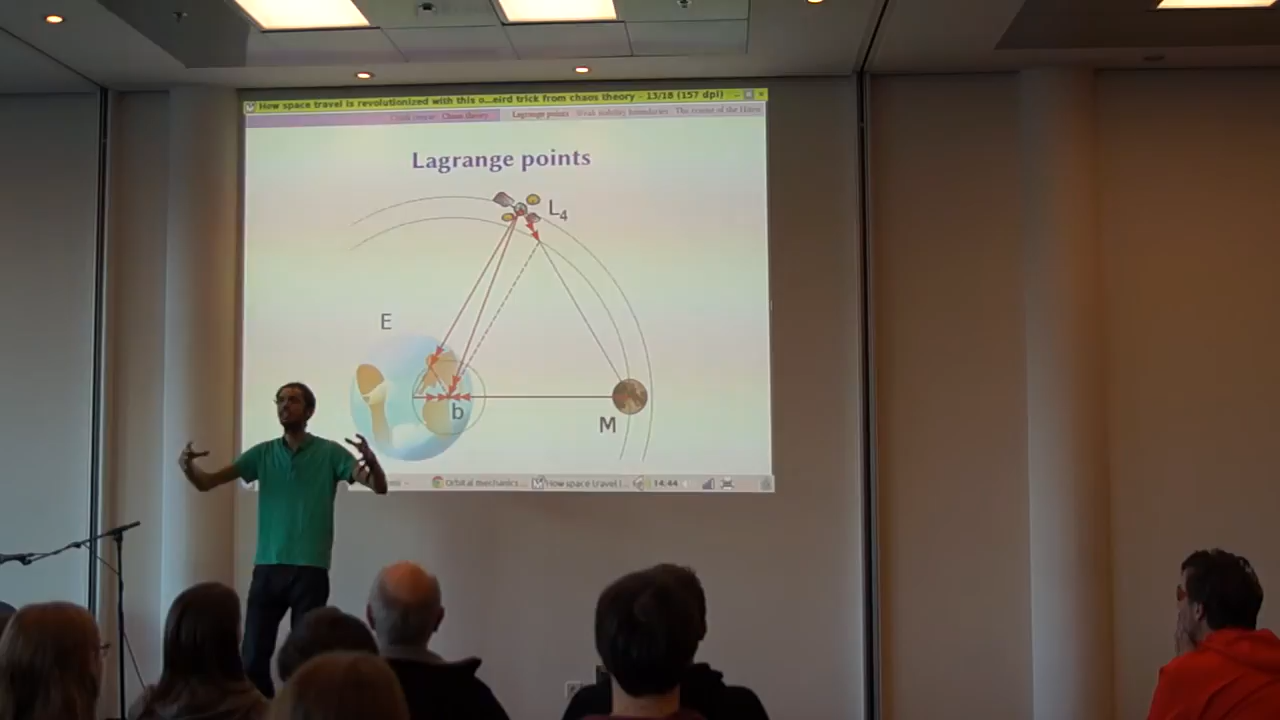 How space travel is revolutionized with this o...eird trick from chaos theory - 13/18 (157 dpi)
Crash course Chaos theory Lagrange points Weak stability boundaries The rescue of the Hiten
Lagrange points
L4
E
b
M
Orbital mechanics... How space travel i... 14:44